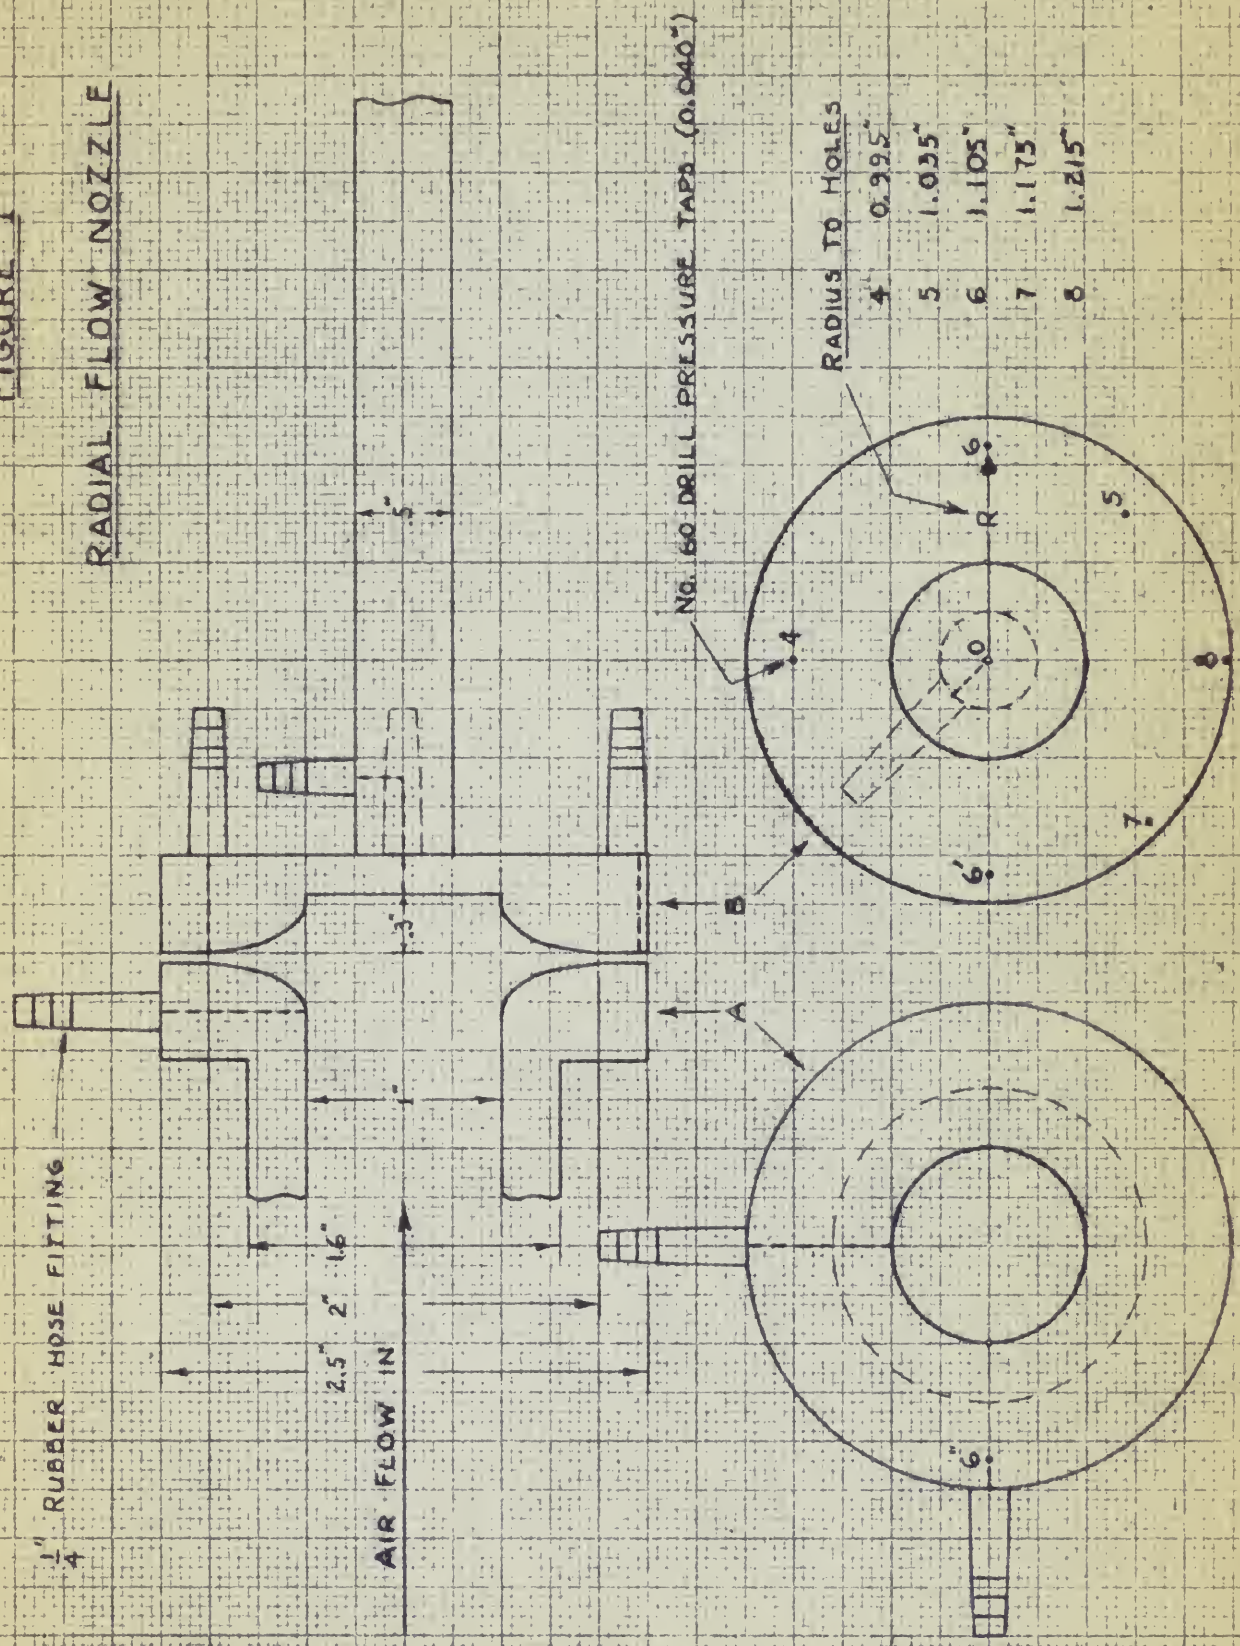 FIGURE 1
RADIAL FLOW NOZZLE
1/4" RUBBER HOSE FITTING
.5"
.3"
1"
1.6"
2"
2.5"
AIR FLOW IN
A
B
NO. 60 DRILL PRESSURE TAPS (0.040")
RADIUS TO HOLES
4 0.995"
5 1.035"
6 1.105"
7 1.175"
8 1.215"
4
O
R
6
5
8
7
6'
6"